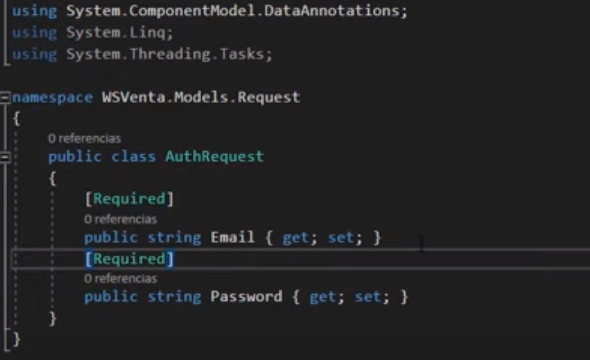 using System.ComponentModel.DataAnnotations;
using System.Linq;
using System.Threading.Tasks;
namespace WSVenta.Models.Request
{
0 referencias
public class AuthRequest
{
[Required]
0 referencias
public string Email { get; set; }
[Required]
0 referencias
public string Password { get; set; }
}
}